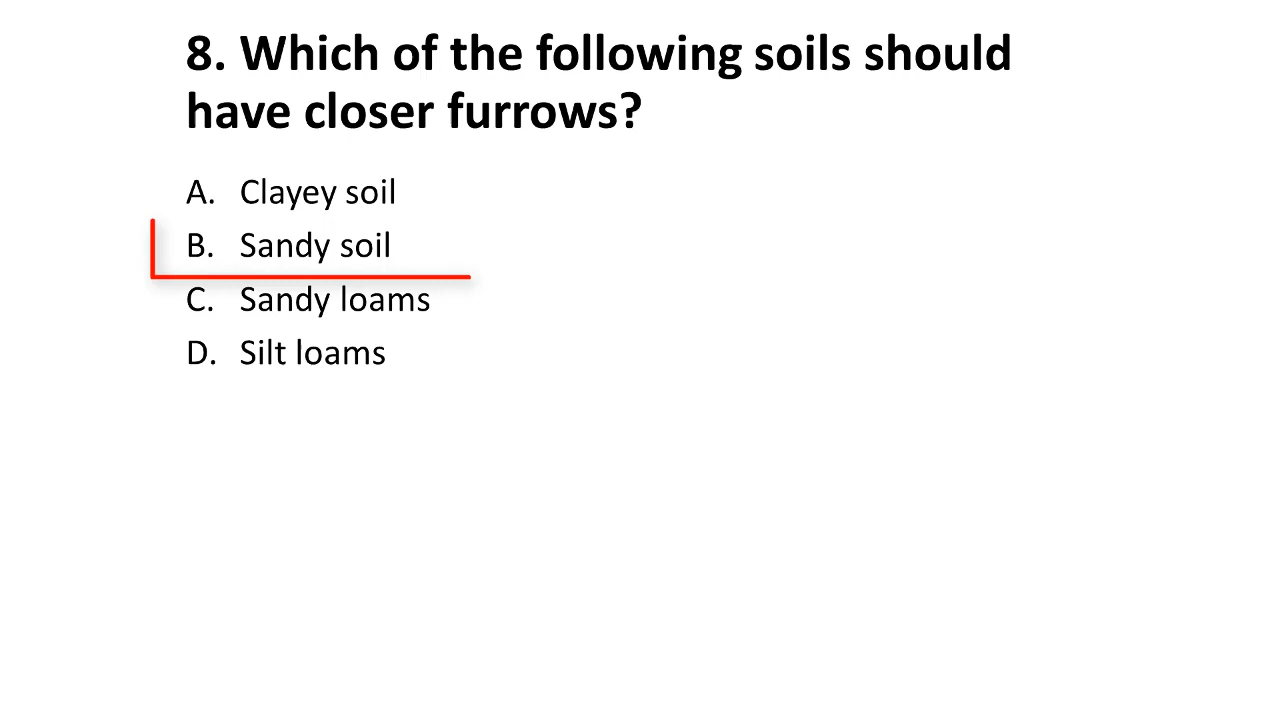 8. Which of the following soils should
have closer furrows?
A. Clayey soil
B. Sandy soil
C. Sandy loams
D. Silt loams